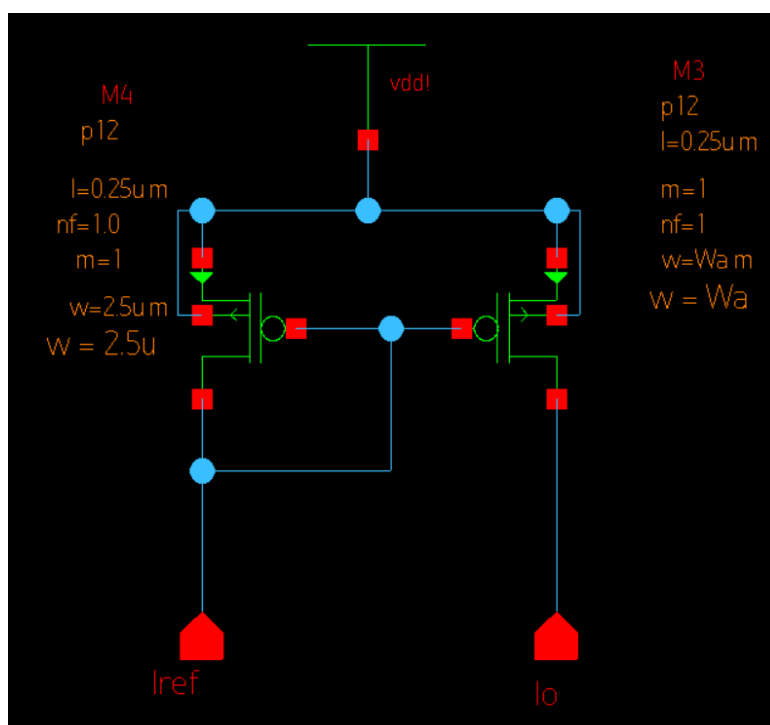 vdd!
M4
p12
l=0.25um
nf=1.0
m=1
w=2.5um
w = 2.5u
M3
p12
l=0.25um
m=1
nf=1
w=Wa m
w = Wa
Iref
Io